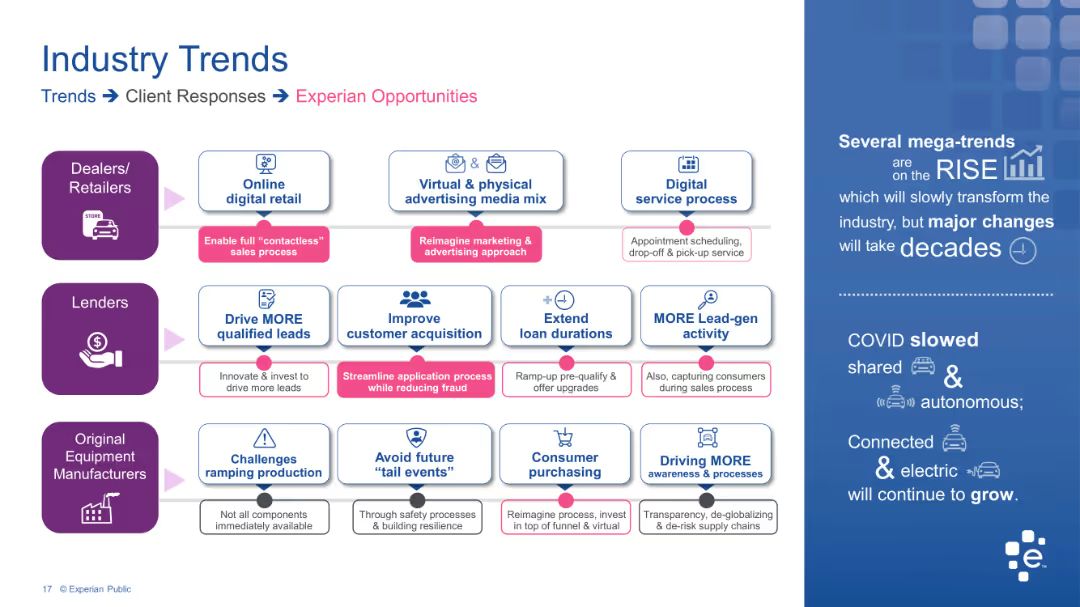 Industry Trends
Trends ➔ Client Responses ➔ Experian Opportunities
Dealers/
Retailers
STORE
&
Online
digital retail
Virtual & physical
advertising media mix
Digital
service process
Enable full “contactless”
sales process
Reimagine marketing &
advertising approach
Appointment scheduling,
drop-off & pick-up service
Lenders
$
Drive MORE
qualified leads
Improve
customer acquisition
Extend
loan durations
MORE Lead-gen
activity
Innovate & invest to
drive more leads
Streamline application process
while reducing fraud
Ramp-up pre-qualify &
offer upgrades
Also, capturing consumers
during sales process
Original
Equipment
Manufacturers
Challenges
ramping production
Avoid future
“tail events”
Consumer
purchasing
Driving MORE
awareness & processes
Not all components
immediately available
Through safety processes
& building resilience
Reimagine process, invest
in top of funnel & virtual
Transparency, de-globalizing
& de-risk supply chains
Several mega-trends
are
on the RISE
which will slowly transform the
industry, but major changes
will take decades
COVID slowed
shared
&
autonomous;
Connected
& electric
will continue to grow.
e™
17 © Experian Public